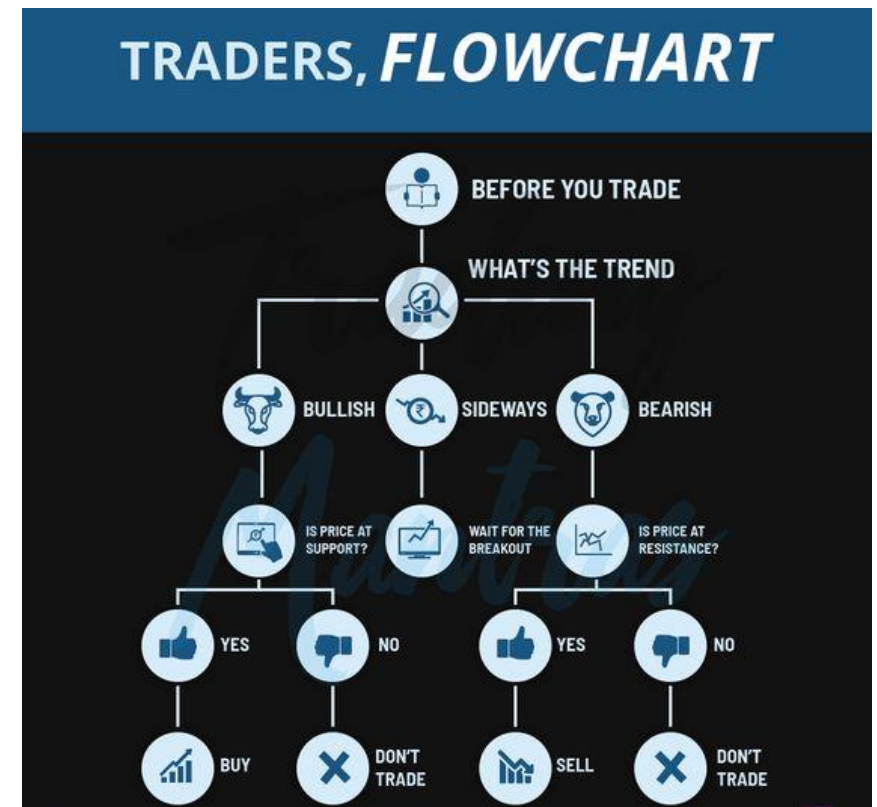 TRADERS, FLOWCHART
BEFORE YOU TRADE
WHAT'S THE TREND
BULLISH
SIDEWAYS
BEARISH
IS PRICE AT
SUPPORT?
WAIT FOR THE
BREAKOUT
IS PRICE AT
RESISTANCE?
YES
NO
YES
NO
BUY
DON'T
TRADE
SELL
DON'T
TRADE
₹
Mantras